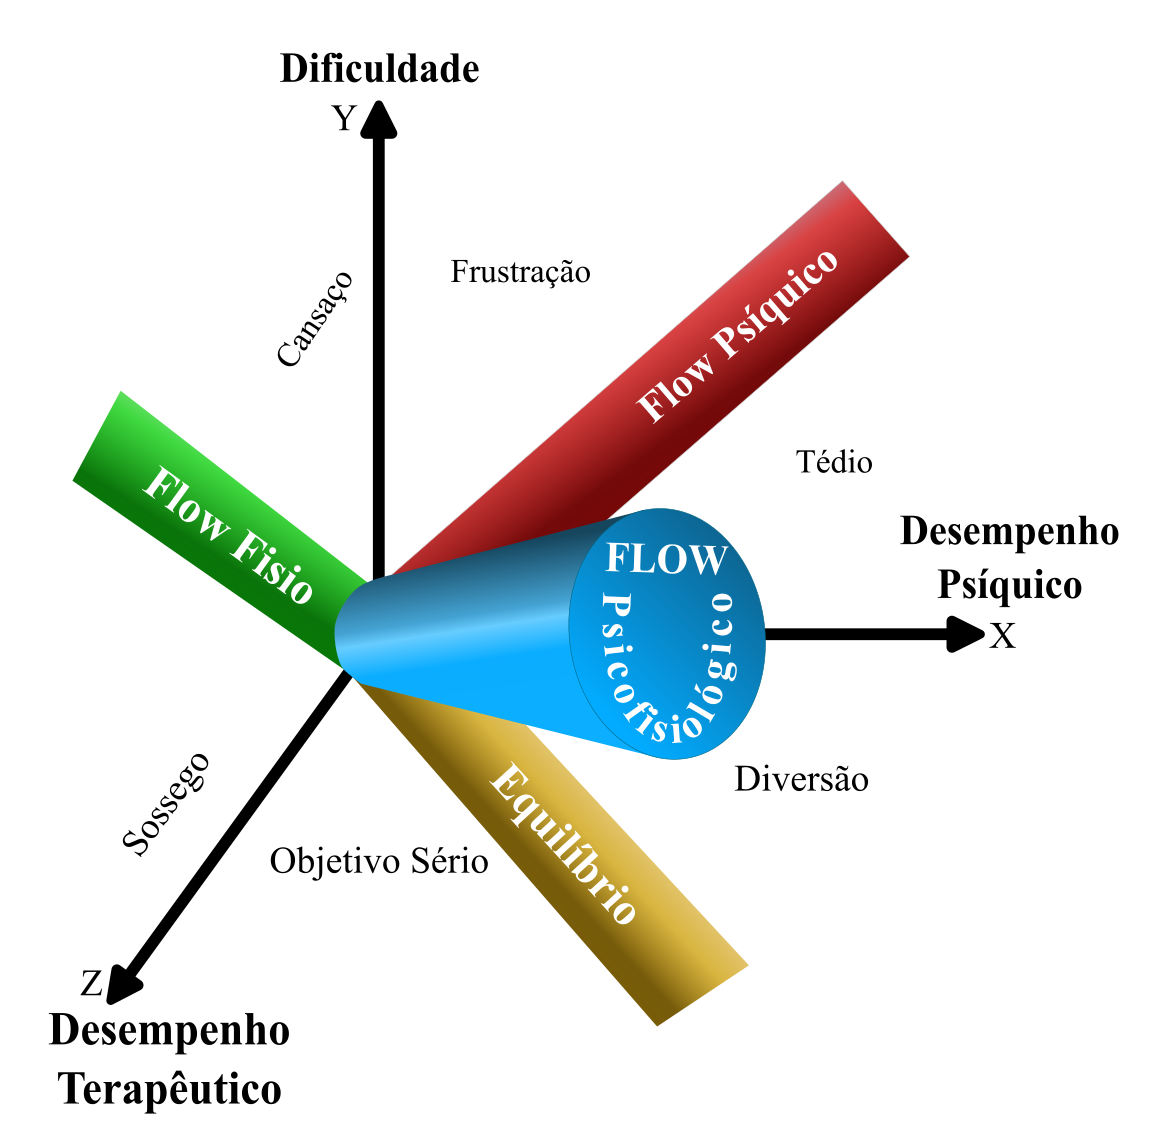 Dificuldade
Y
Frustração
Cansaço
Flow Psíquico
Tédio
Flow Fisio
Desempenho
Psíquico
X
FLOW
Psicofisiológico
Diversão
Sossego
Equilíbrio
Objetivo Sério
Z
Desempenho
Terapêutico